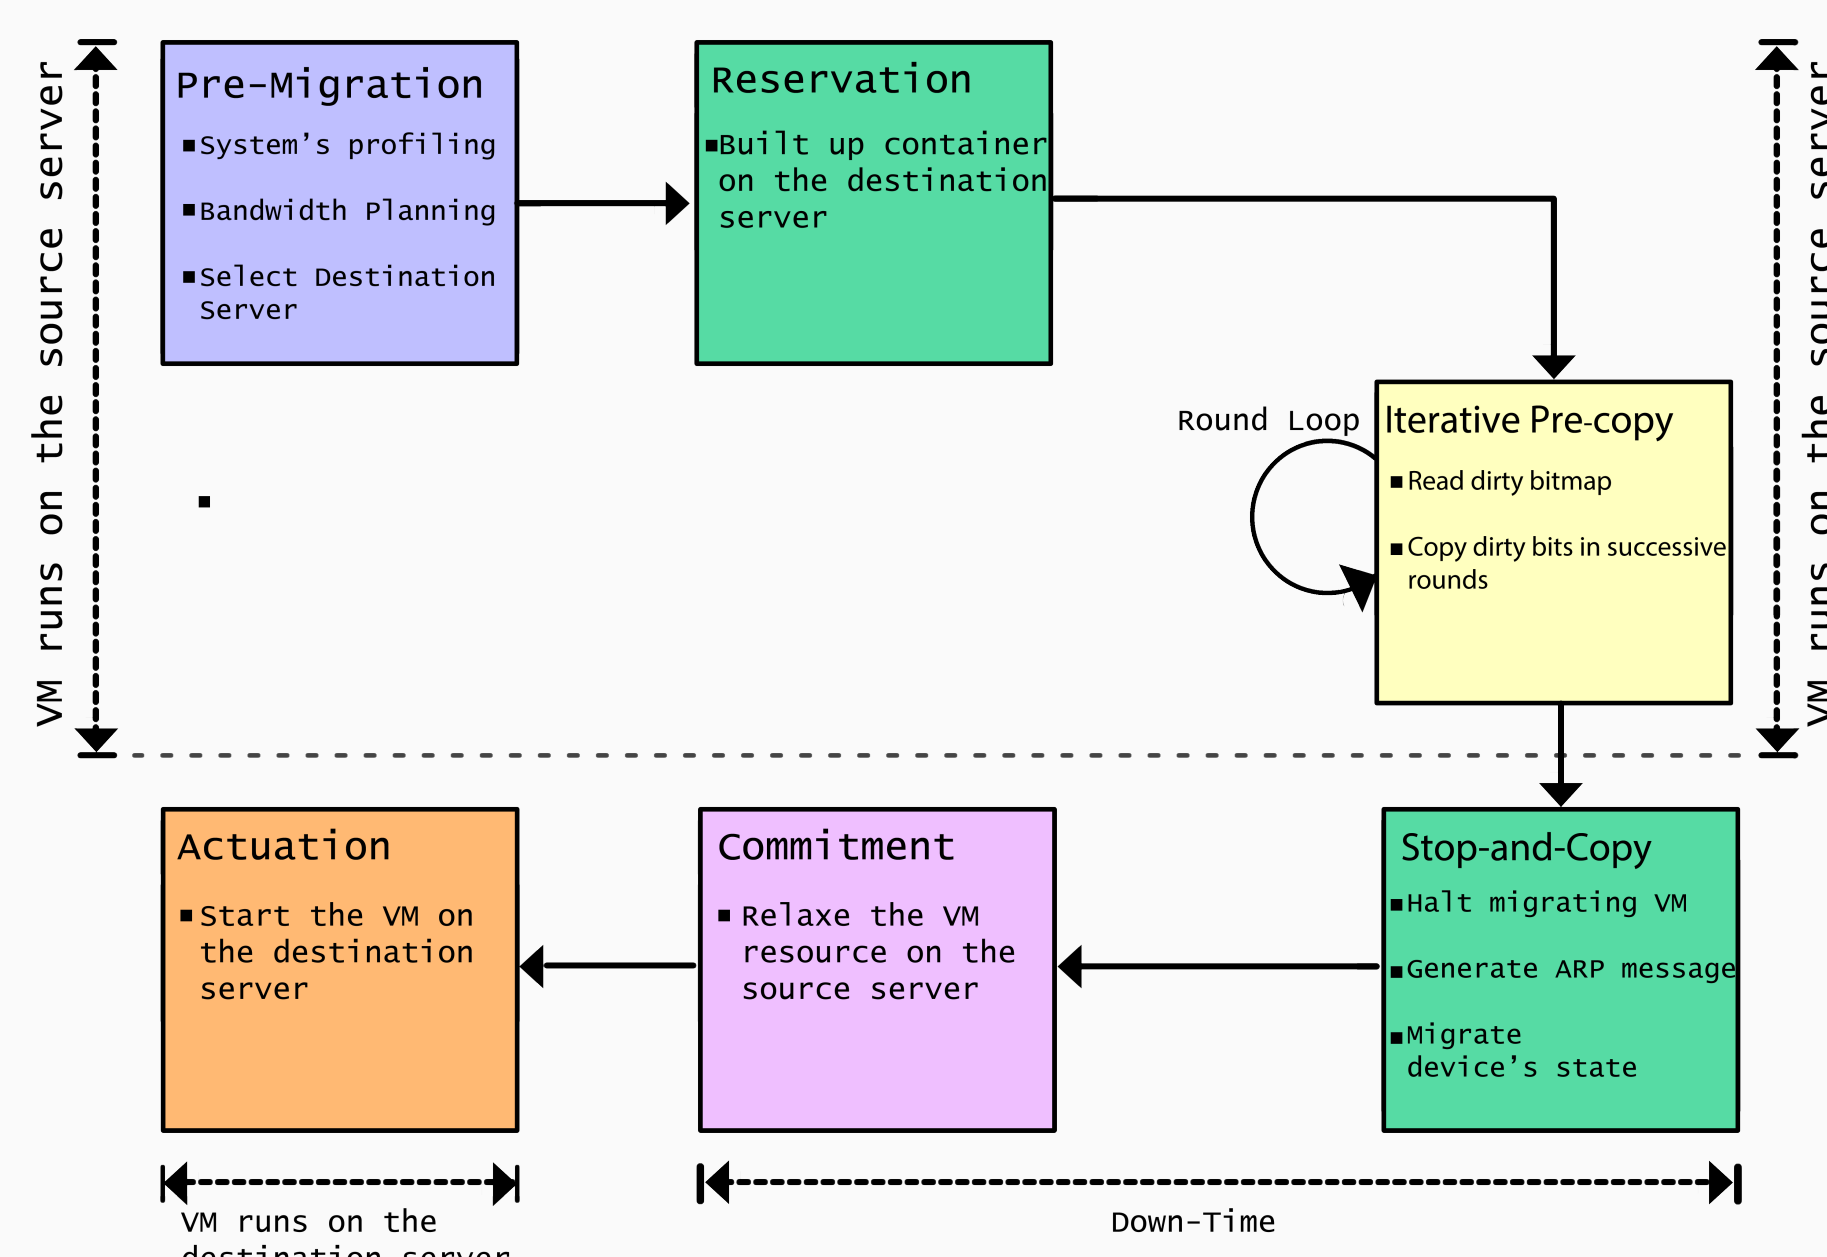 VM runs on the source server
Pre-Migration
▪System’s profiling
▪Bandwidth Planning
▪Select Destination
Server
Reservation
▪Built up container
on the destination
server
VM runs on the source server
Round Loop
Iterative Pre-copy
▪Read dirty bitmap
▪Copy dirty bits in successive
rounds
▪
Actuation
▪Start the VM on
the destination
server
Commitment
▪ Relaxe the VM
resource on the
source server
Stop-and-Copy
▪Halt migrating VM
▪Generate ARP message
▪Migrate
device’s state
VM runs on the
destination server
Down-Time